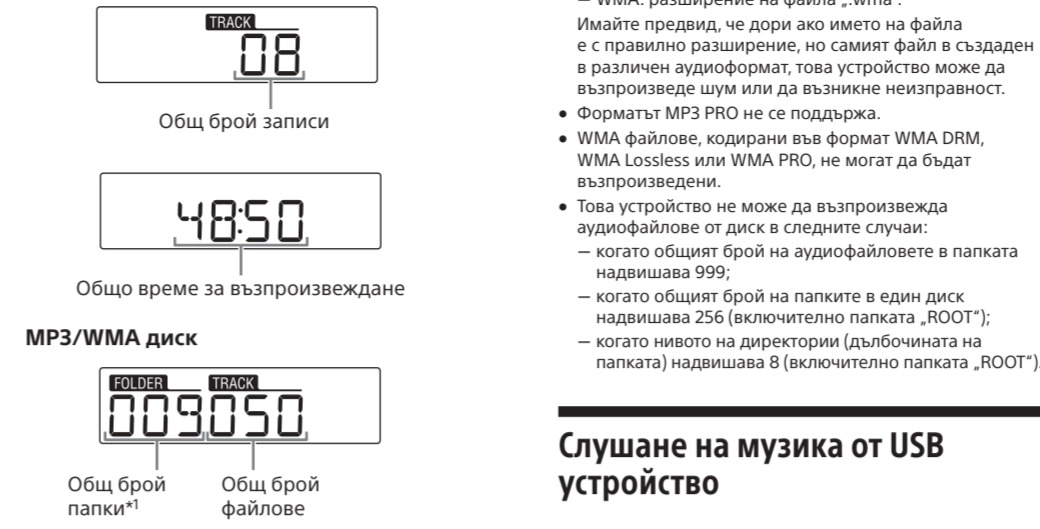 TRACK
08
Общ брой записи
48:50
Общо време за възпроизвеждане
MP3/WMA диск
FOLDER TRACK
009050
Общ брой папки*1
Общ брой файлове
— WMA: разширение на файла „.wma“.
Имайте предвид, че дори ако името на файла
е с правилно разширение, но самият файл в създаден
в различен аудиоформат, това устройство може да
възпроизведе шум или да възникне неизправност.
● Форматът MP3 PRO не се поддържа.
● WMA файлове, кодирани във формат WMA DRM,
WMA Lossless или WMA PRO, не могат да бъдат
възпроизведени.
● Това устройство не може да възпроизвежда
аудиофайлове от диск в следните случаи:
— когато общият брой на аудиофайловете в папката
надвишава 999;
— когато общият брой на папките в един диск
надвишава 256 (включително папката „ROOT“);
— когато нивото на директории (дълбочината на
папката) надвишава 8 (включително папката „ROOT“).
Слушане на музика от USB
устройство